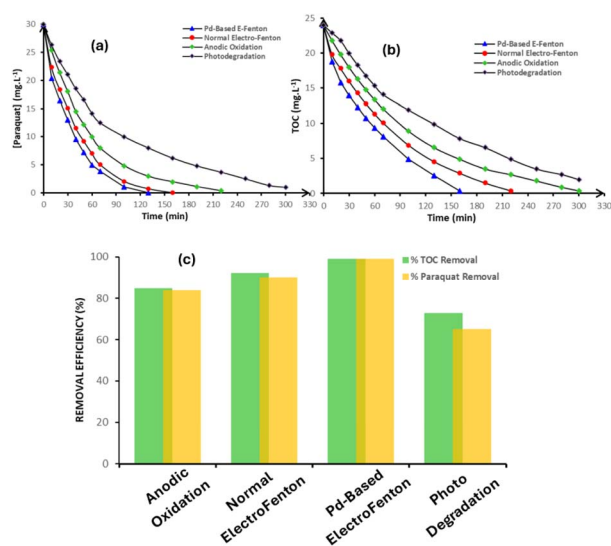 (a)
Pd-Based E-Fenton
Normal Electro-Fenton
Anodic Oxidation
Photodegradation
[Paraquat] (mg.L⁻¹)
30
25
20
15
10
5
0
0 30 60 90 120 150 180 210 240 270 300 330
Time (min)
(b)
Pd-Based E-Fenton
Normal Electro-Fenton
Anodic Oxidation
Photodegradation
TOC (mg.L⁻¹)
25
20
15
10
5
0
0 30 60 90 120 150 180 210 240 270 300 330
Time (min)
(c)
% TOC Removal
% Paraquat Removal
REMOVAL EFFICIENCY (%)
100
80
60
40
20
0
Anodic
Oxidation
Normal
ElectroFenton
Pd-Based
ElectroFenton
Photo
Degradation